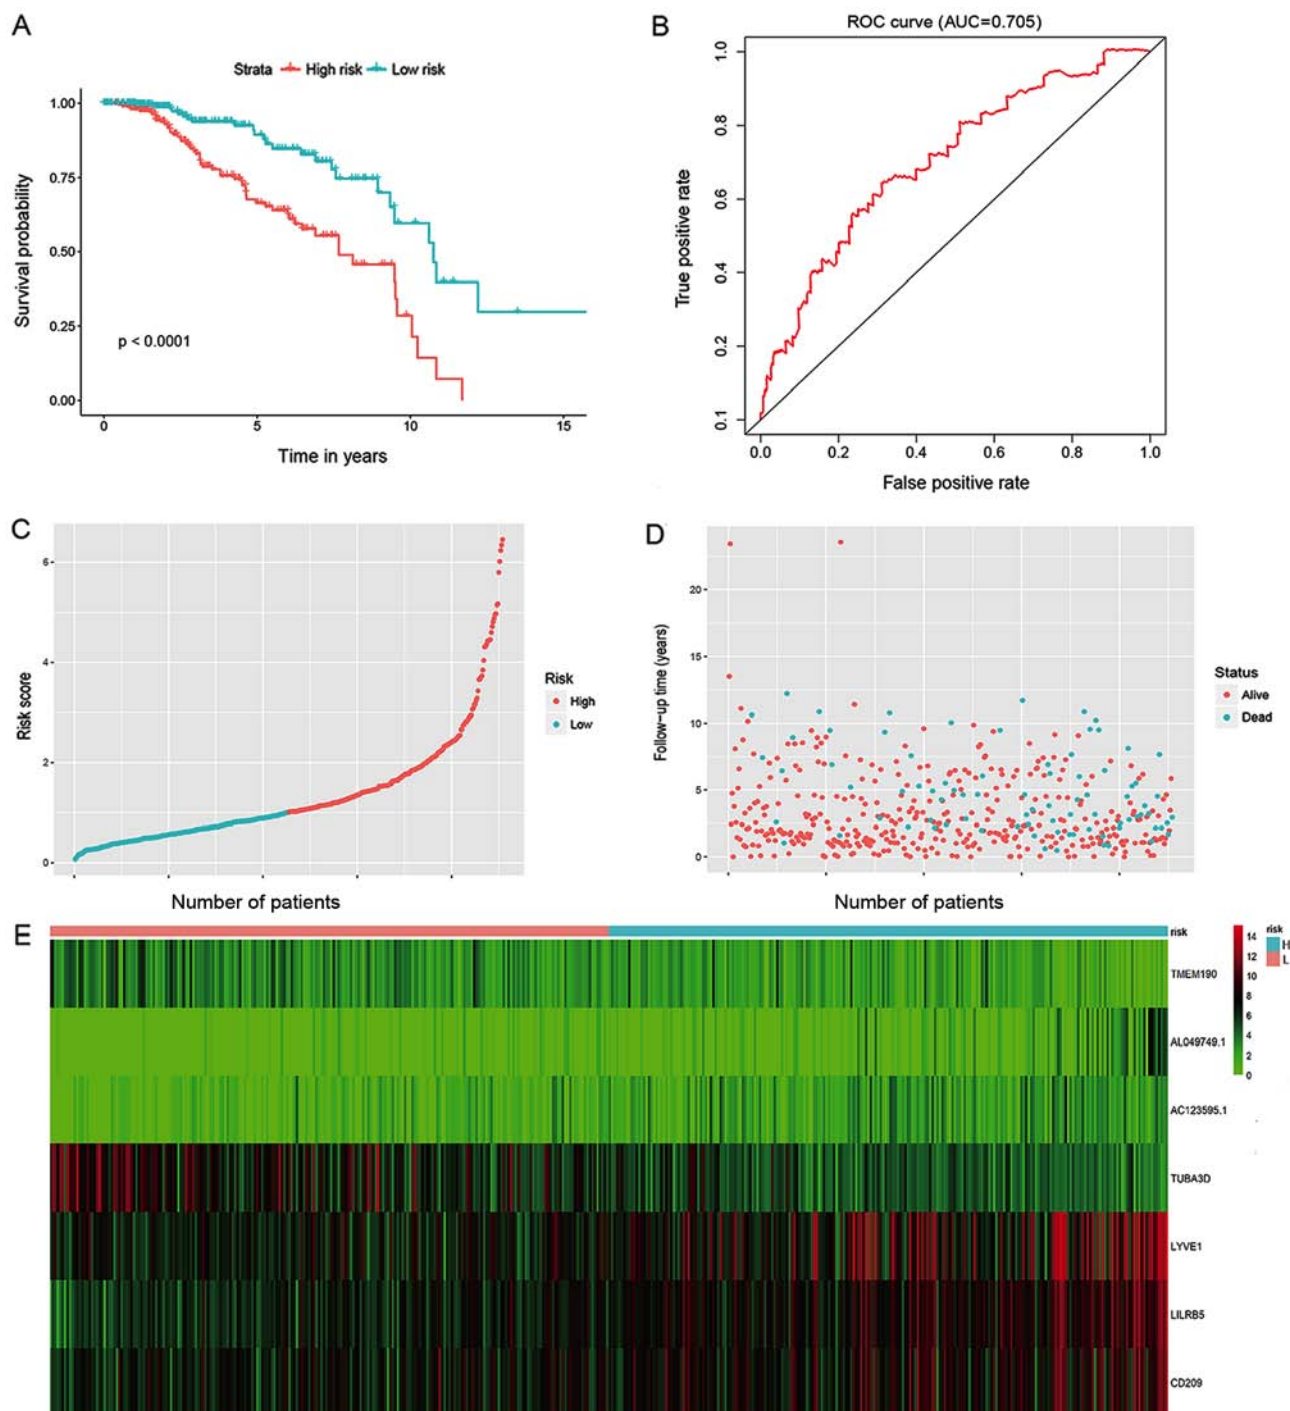 A
Strata High risk Low risk
Survival probability
1.00
0.75
0.50
0.25
0.00
p < 0.0001
0 5 10 15
Time in years
B
ROC curve (AUC=0.705)
True positive rate
1.0
0.8
0.6
0.4
0.2
0.1
0.0 0.2 0.4 0.6 0.8 1.0
False positive rate
C
Risk score
6
4
2
0
Number of patients
Risk
High
Low
D
Follow-up time (years)
20
15
10
5
0
Number of patients
Status
Alive
Dead
E
risk
TMEM190
AL049749.1
AC123595.1
TUBA3D
LYVE1
LILRB5
CD209
14
12
10
8
6
4
2
0
risk
H
L